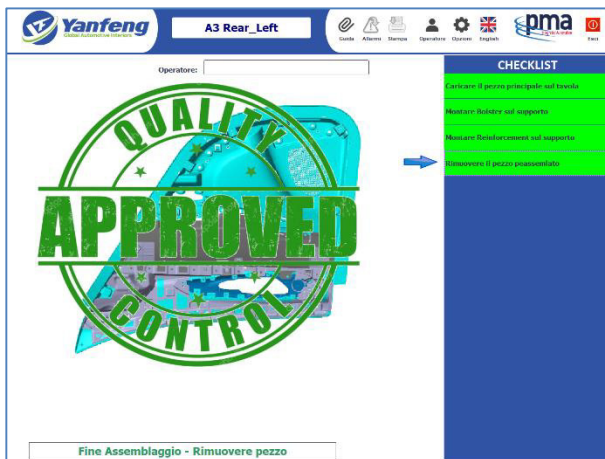 Yanfeng
Global Automotive Interiors
A3 Rear_Left
Guida
Allarmi
Stampa
Operatore
Opzioni
English
pma
Esci
Operatore:
CHECKLIST
Caricare il pezzo principale sul tavola
Montare Bolster sul supporto
Montare Reinforcement sul supporto
Rimuovere il pezzo poassemlato
QUALITY
APPROVED
CONTROL
Fine Assemblaggio - Rimuovere pezzo